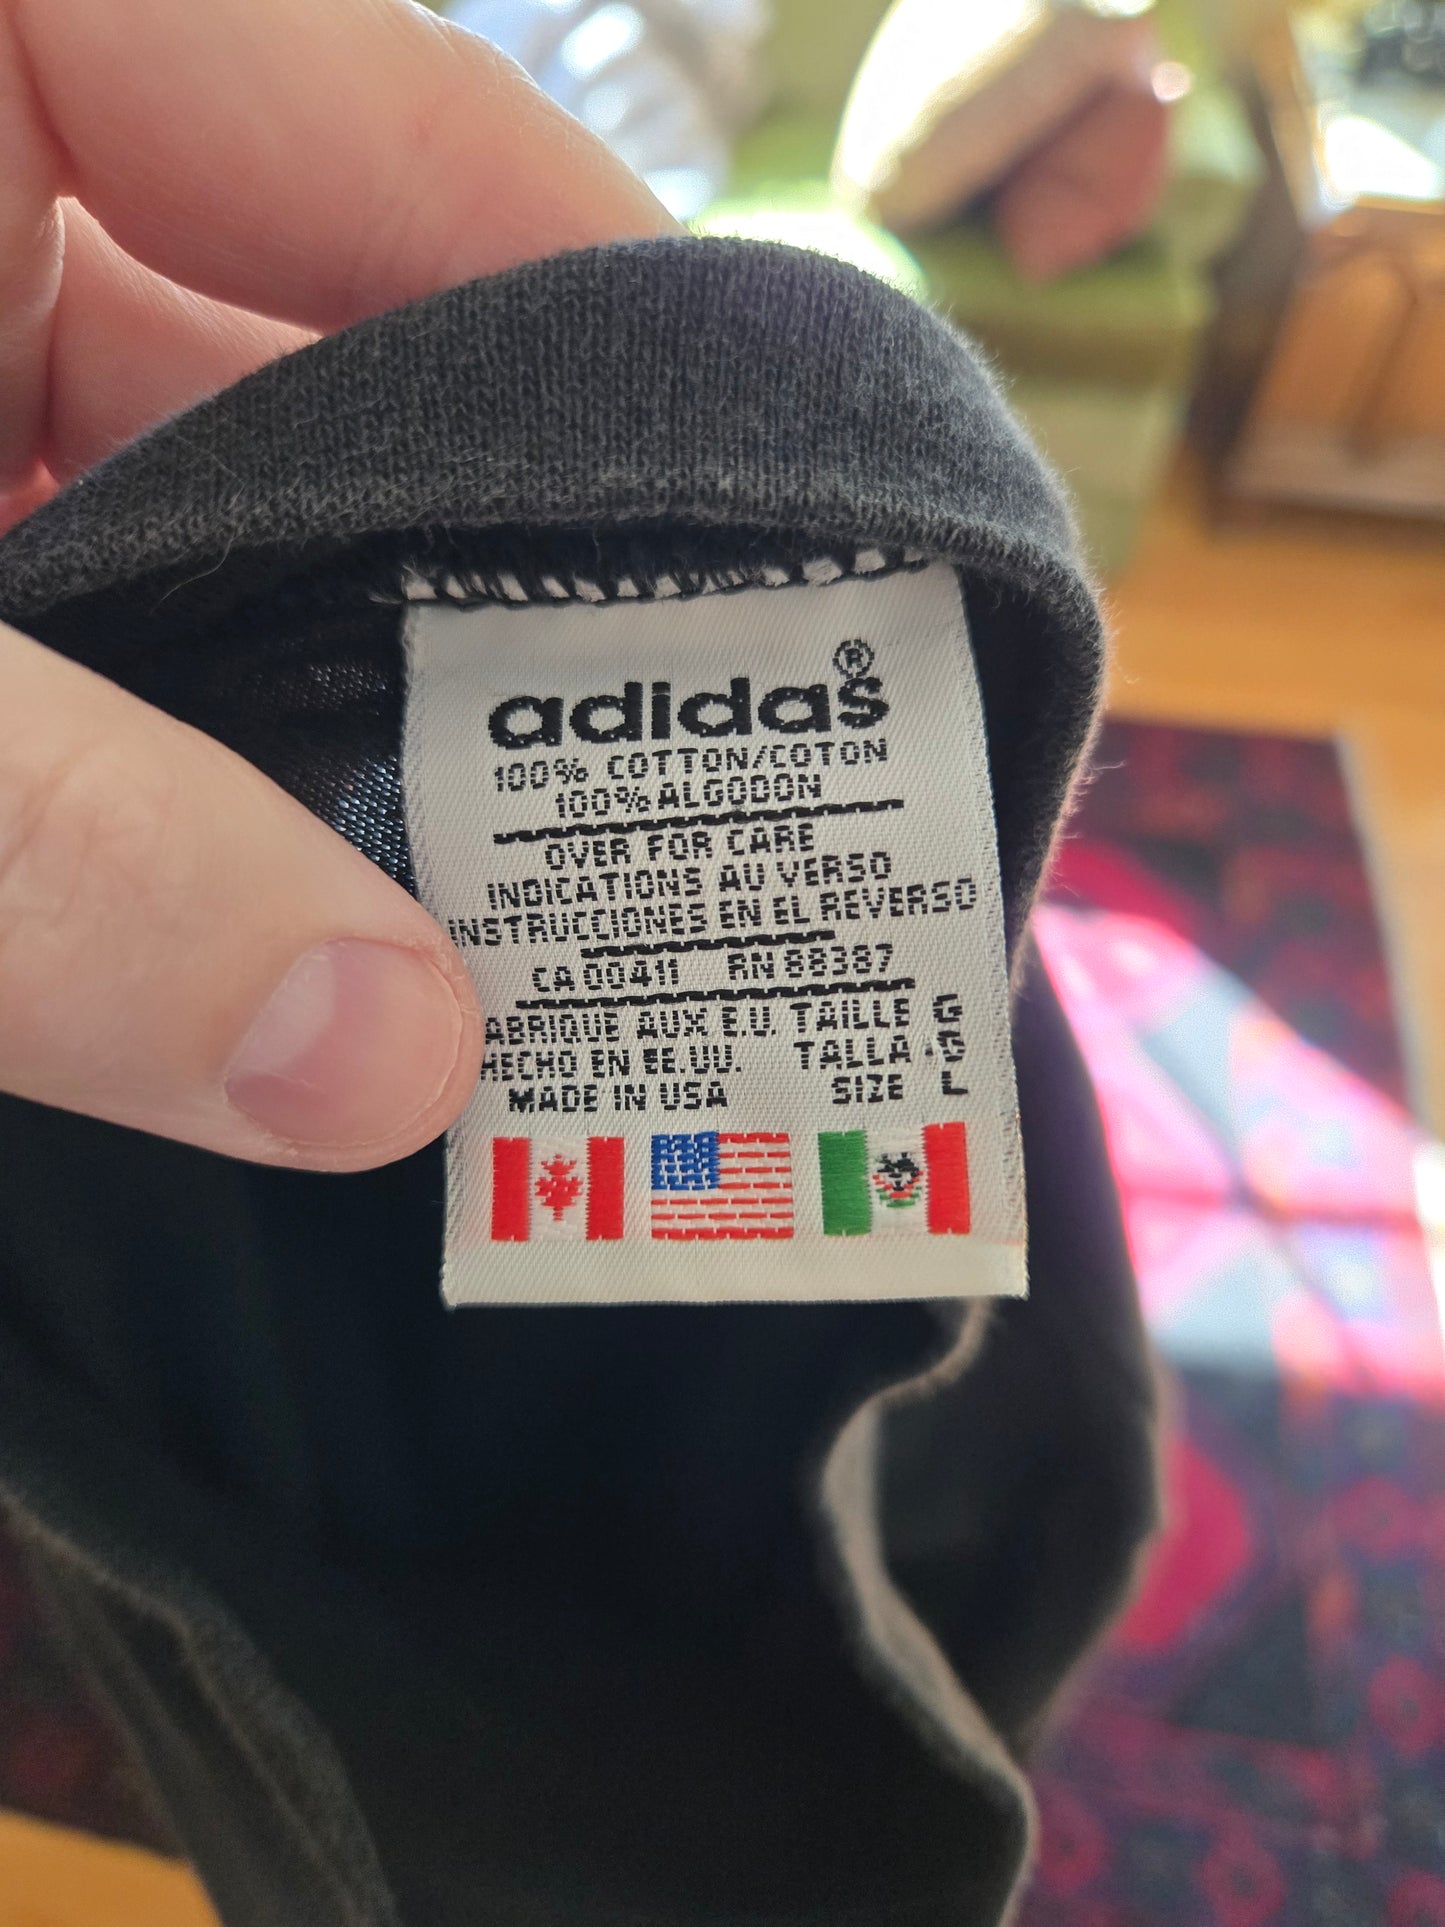 adidas®
100% COTTON/COTON
100% ALGODON
OVER FOR CARE
INDICATIONS AU VERSO
INSTRUCCIONES EN EL REVERSO
CA 00411 RN 88387
ABRIQUE AUX E.U. TAILLE G
HECHO EN EE.UU. TALLA G
MADE IN USA SIZE L